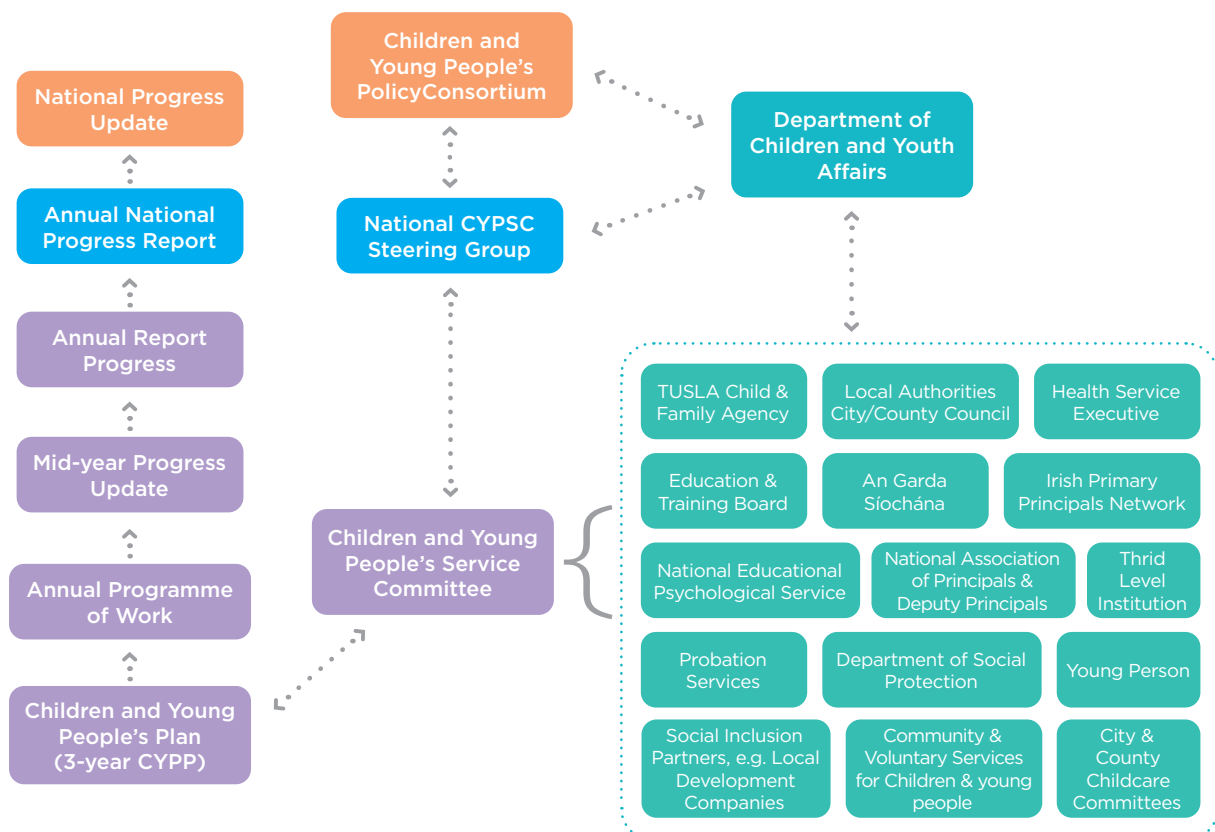 National Progress
Update
Annual National
Progress Report
Annual Report
Progress
Mid-year Progress
Update
Annual Programme
of Work
Children and Young
People's Plan
(3-year CYPP)
Children and
Young People's
PolicyConsortium
National CYPSC
Steering Group
Children and Young
People's Service
Committee
Department of
Children and Youth
Affairs
TUSLA Child &
Family Agency
Local Authorities
City/County Council
Health Service
Executive
Education &
Training Board
An Garda
Síochána
Irish Primary
Principals Network
National Educational
Psychological Service
National Association
of Principals &
Deputy Principals
Thrid
Level
Institution
Probation
Services
Department of Social
Protection
Young Person
Social Inclusion
Partners, e.g. Local
Development
Companies
Community &
Voluntary Services
for Children & young
people
City &
County
Childcare
Committees